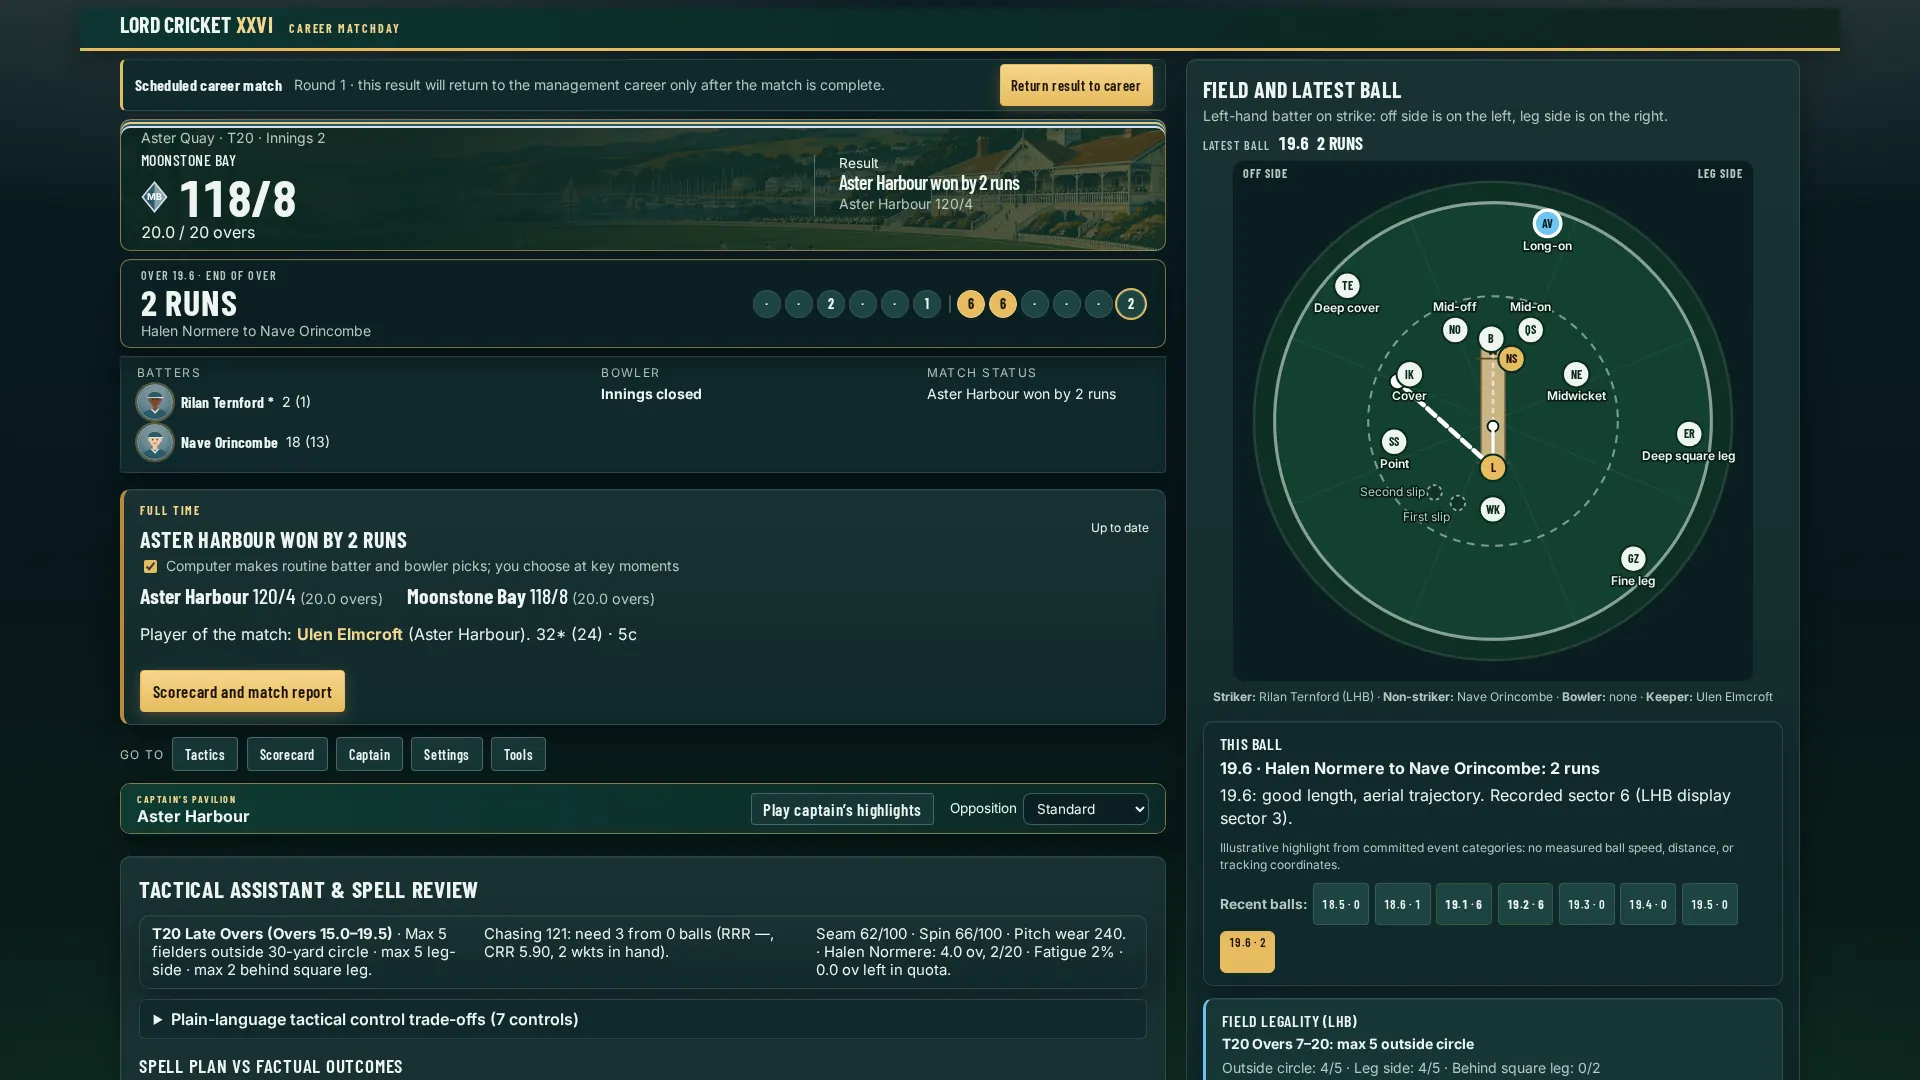 LORD CRICKET XXVI CAREER MATCHDAY
Scheduled career match Round 1 · this result will return to the management career only after the match is complete. Return result to career
Aster Quay · T20 · Innings 2
MOONSTONE BAY
MB 118/8
20.0 / 20 overs
Result
Aster Harbour won by 2 runs
Aster Harbour 120/4
OVER 19.6 · END OF OVER
2 RUNS
Halen Normere to Nave Orincombe
· · 2 · · 1 | 6 6 · · · 2
BATTERS
Rilan Ternford * 2 (1)
Nave Orincombe 18 (13)
BOWLER
Innings closed
MATCH STATUS
Aster Harbour won by 2 runs
FULL TIME
ASTER HARBOUR WON BY 2 RUNS
Up to date
Computer makes routine batter and bowler picks; you choose at key moments
Aster Harbour 120/4 (20.0 overs) Moonstone Bay 118/8 (20.0 overs)
Player of the match: Ulen Elmcroft (Aster Harbour). 32* (24) · 5c
Scorecard and match report
GO TO Tactics Scorecard Captain Settings Tools
CAPTAIN'S PAVILION
Aster Harbour
Play captain's highlights Opposition Standard
TACTICAL ASSISTANT & SPELL REVIEW
T20 Late Overs (Overs 15.0–19.5) · Max 5
fielders outside 30-yard circle · max 5 leg-
side · max 2 behind square leg.
Chasing 121: need 3 from 0 balls (RRR —,
CRR 5.90, 2 wkts in hand).
Seam 62/100 · Spin 66/100 · Pitch wear 240.
· Halen Normere: 4.0 ov, 2/20 · Fatigue 2% ·
0.0 ov left in quota.
▶ Plain-language tactical control trade-offs (7 controls)
SPELL PLAN VS FACTUAL OUTCOMES
FIELD AND LATEST BALL
Left-hand batter on strike: off side is on the left, leg side is on the right.
LATEST BALL 19.6 2 RUNS
OFF SIDE LEG SIDE
AV
Long-on
TE
Deep cover
Mid-off Mid-on
NO B QS
NS
IK NE
Cover Midwicket
SS ER
Point Deep square leg
L
Second slip
First slip WK
GZ
Fine leg
Striker: Rilan Ternford (LHB) · Non-striker: Nave Orincombe · Bowler: none · Keeper: Ulen Elmcroft
THIS BALL
19.6 · Halen Normere to Nave Orincombe: 2 runs
19.6: good length, aerial trajectory. Recorded sector 6 (LHB display
sector 3).
Illustrative highlight from committed event categories: no measured ball speed, distance, or
tracking coordinates.
Recent balls: 18.5 · 0 18.6 · 1 19.1 · 6 19.2 · 6 19.3 · 0 19.4 · 0 19.5 · 0
19.6 · 2
FIELD LEGALITY (LHB)
T20 Overs 7–20: max 5 outside circle
Outside circle: 4/5 · Leg side: 4/5 · Behind square leg: 0/2